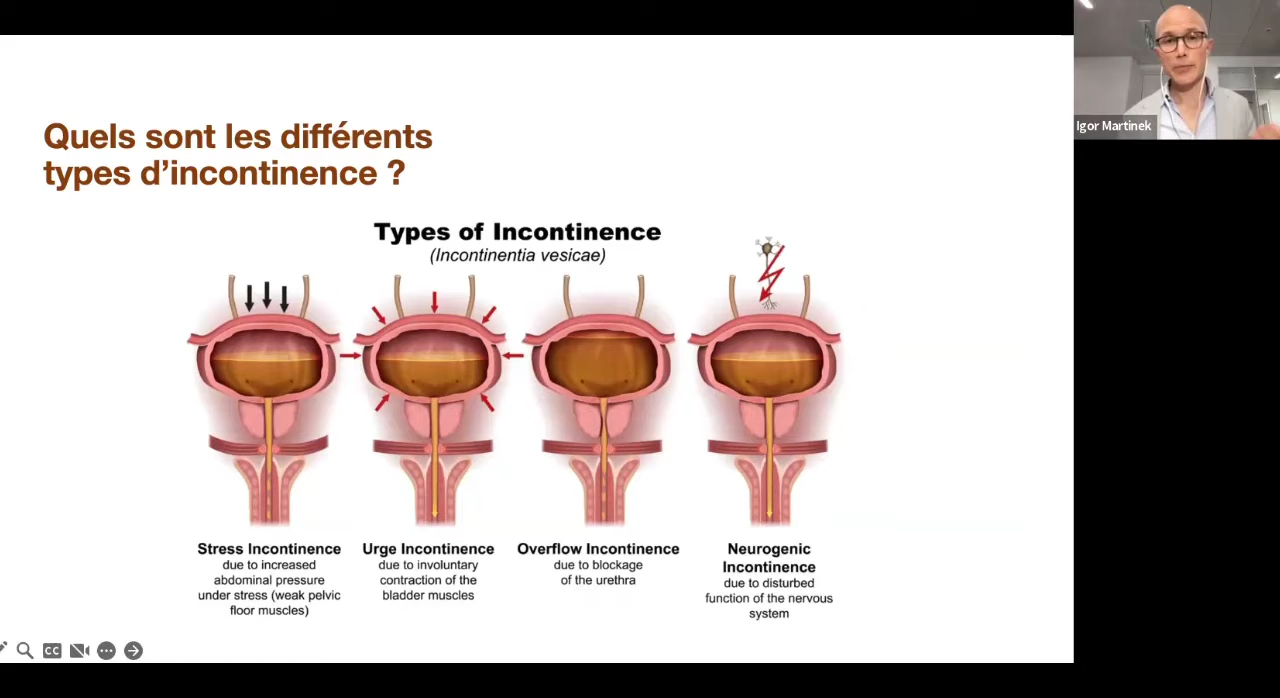 Quels sont les différents
types d’incontinence ?
Types of Incontinence
(Incontinentia vesicae)
Stress Incontinence
due to increased
abdominal pressure
under stress (weak pelvic
floor muscles)
Urge Incontinence
due to involuntary
contraction of the
bladder muscles
Overflow Incontinence
due to blockage
of the urethra
Neurogenic
Incontinence
due to disturbed
function of the nervous
system
CC
Igor Martinek